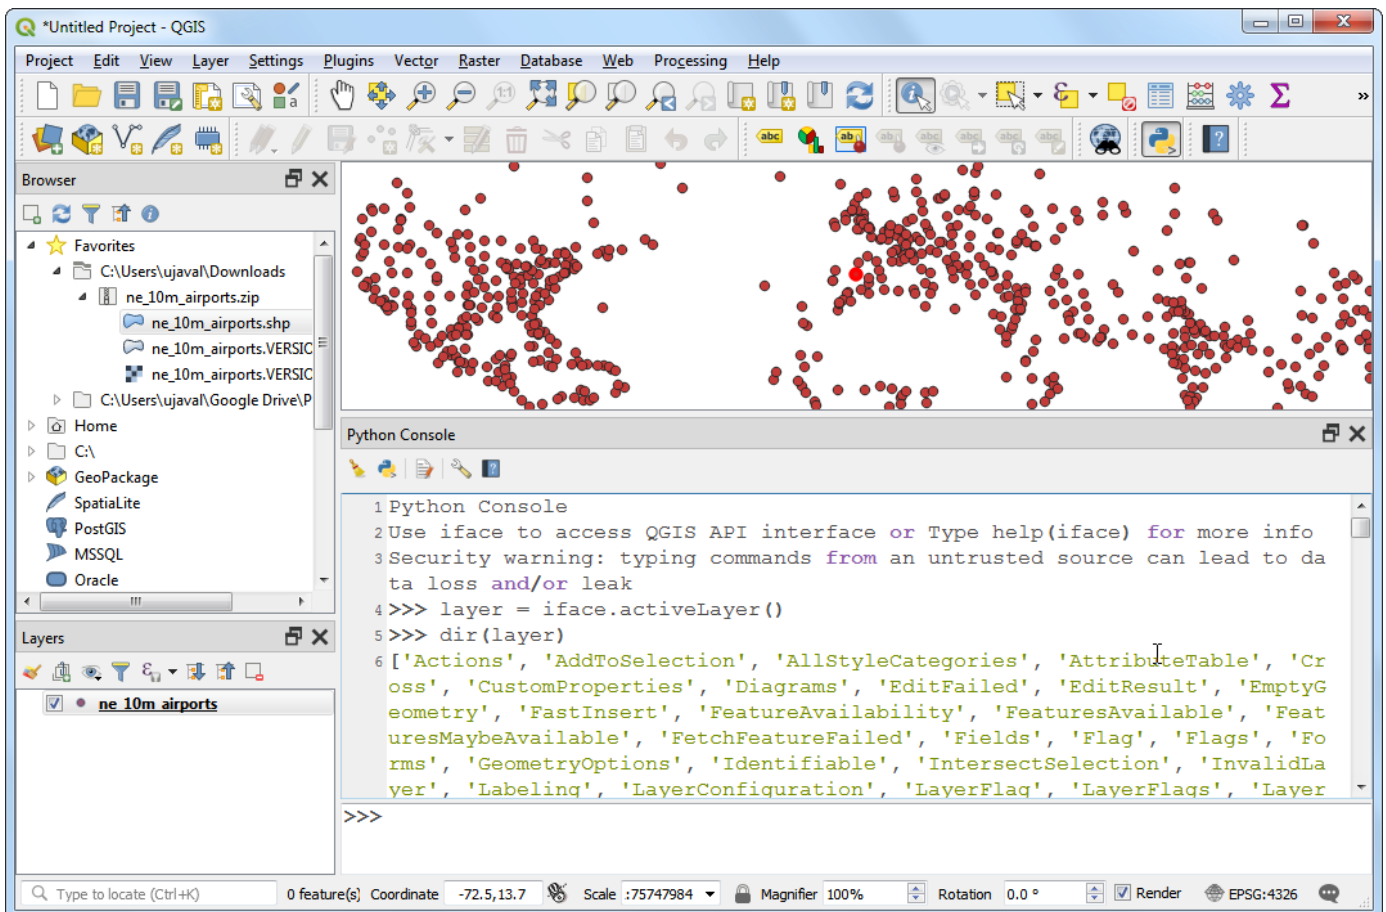 *Untitled Project - QGIS
Project Edit View Layer Settings Plugins Vector Raster Database Web Processing Help
Browser
Favorites
C:\Users\ujaval\Downloads
ne_10m_airports.zip
ne_10m_airports.shp
ne_10m_airports.VERSIC
ne_10m_airports.VERSIC
C:\Users\ujaval\Google Drive\P
Home
C:\
GeoPackage
SpatiaLite
PostGIS
MSSQL
Oracle
Layers
ne_10m_airports
Python Console
1 Python Console
2 Use iface to access QGIS API interface or Type help(iface) for more info
3 Security warning: typing commands from an untrusted source can lead to da
ta loss and/or leak
4 >>> layer = iface.activeLayer()
5 >>> dir(layer)
6 ['Actions', 'AddToSelection', 'AllStyleCategories', 'AttributeTable', 'Cr
oss', 'CustomProperties', 'Diagrams', 'EditFailed', 'EditResult', 'EmptyG
eometry', 'FastInsert', 'FeatureAvailability', 'FeaturesAvailable', 'Feat
uresMaybeAvailable', 'FetchFeatureFailed', 'Fields', 'Flag', 'Flags', 'Fo
rms', 'GeometryOptions', 'Identifiable', 'IntersectSelection', 'InvalidLa
yer', 'Labeling', 'LayerConfiguration', 'LayerFlag', 'LayerFlags', 'Layer
>>>
Type to locate (Ctrl+K) 0 feature(s) Coordinate -72.5,13.7 Scale :75747984 Magnifier 100% Rotation 0.0 ° Render EPSG:4326